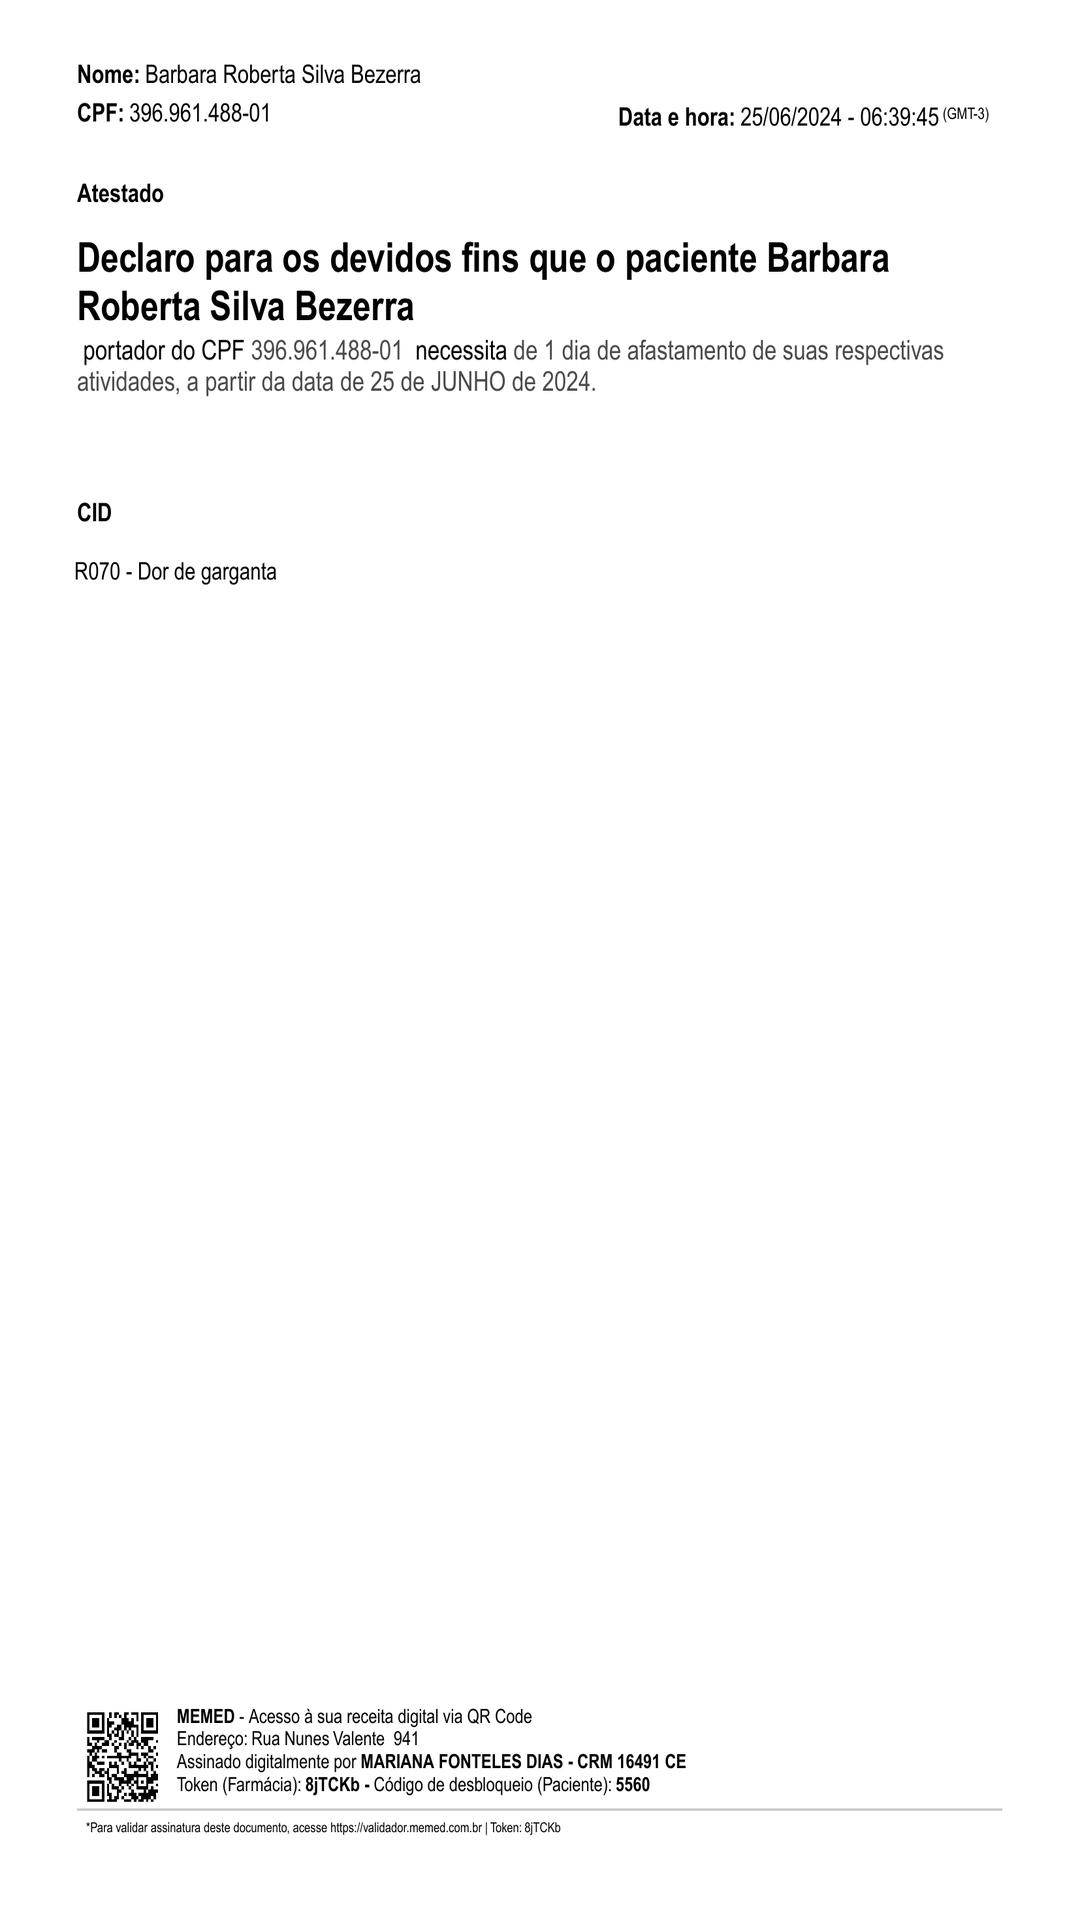 Nome: Barbara Roberta Silva Bezerra
CPF: 396.961.488-01
Data e hora: 25/06/2024 - 06:39:45 (GMT-3)
Atestado
Declaro para os devidos fins que o paciente Barbara
Roberta Silva Bezerra
portador do CPF 396.961.488-01 necessita de 1 dia de afastamento de suas respectivas
atividades, a partir da data de 25 de JUNHO de 2024.
CID
R070 - Dor de garganta
MEMED - Acesso à sua receita digital via QR Code
Endereço: Rua Nunes Valente 941
Assinado digitalmente por MARIANA FONTELES DIAS - CRM 16491 CE
Token (Farmácia): 8jTCKb - Código de desbloqueio (Paciente): 5560
*Para validar assinatura deste documento, acesse https://validador.memed.com.br | Token: 8jTCKb